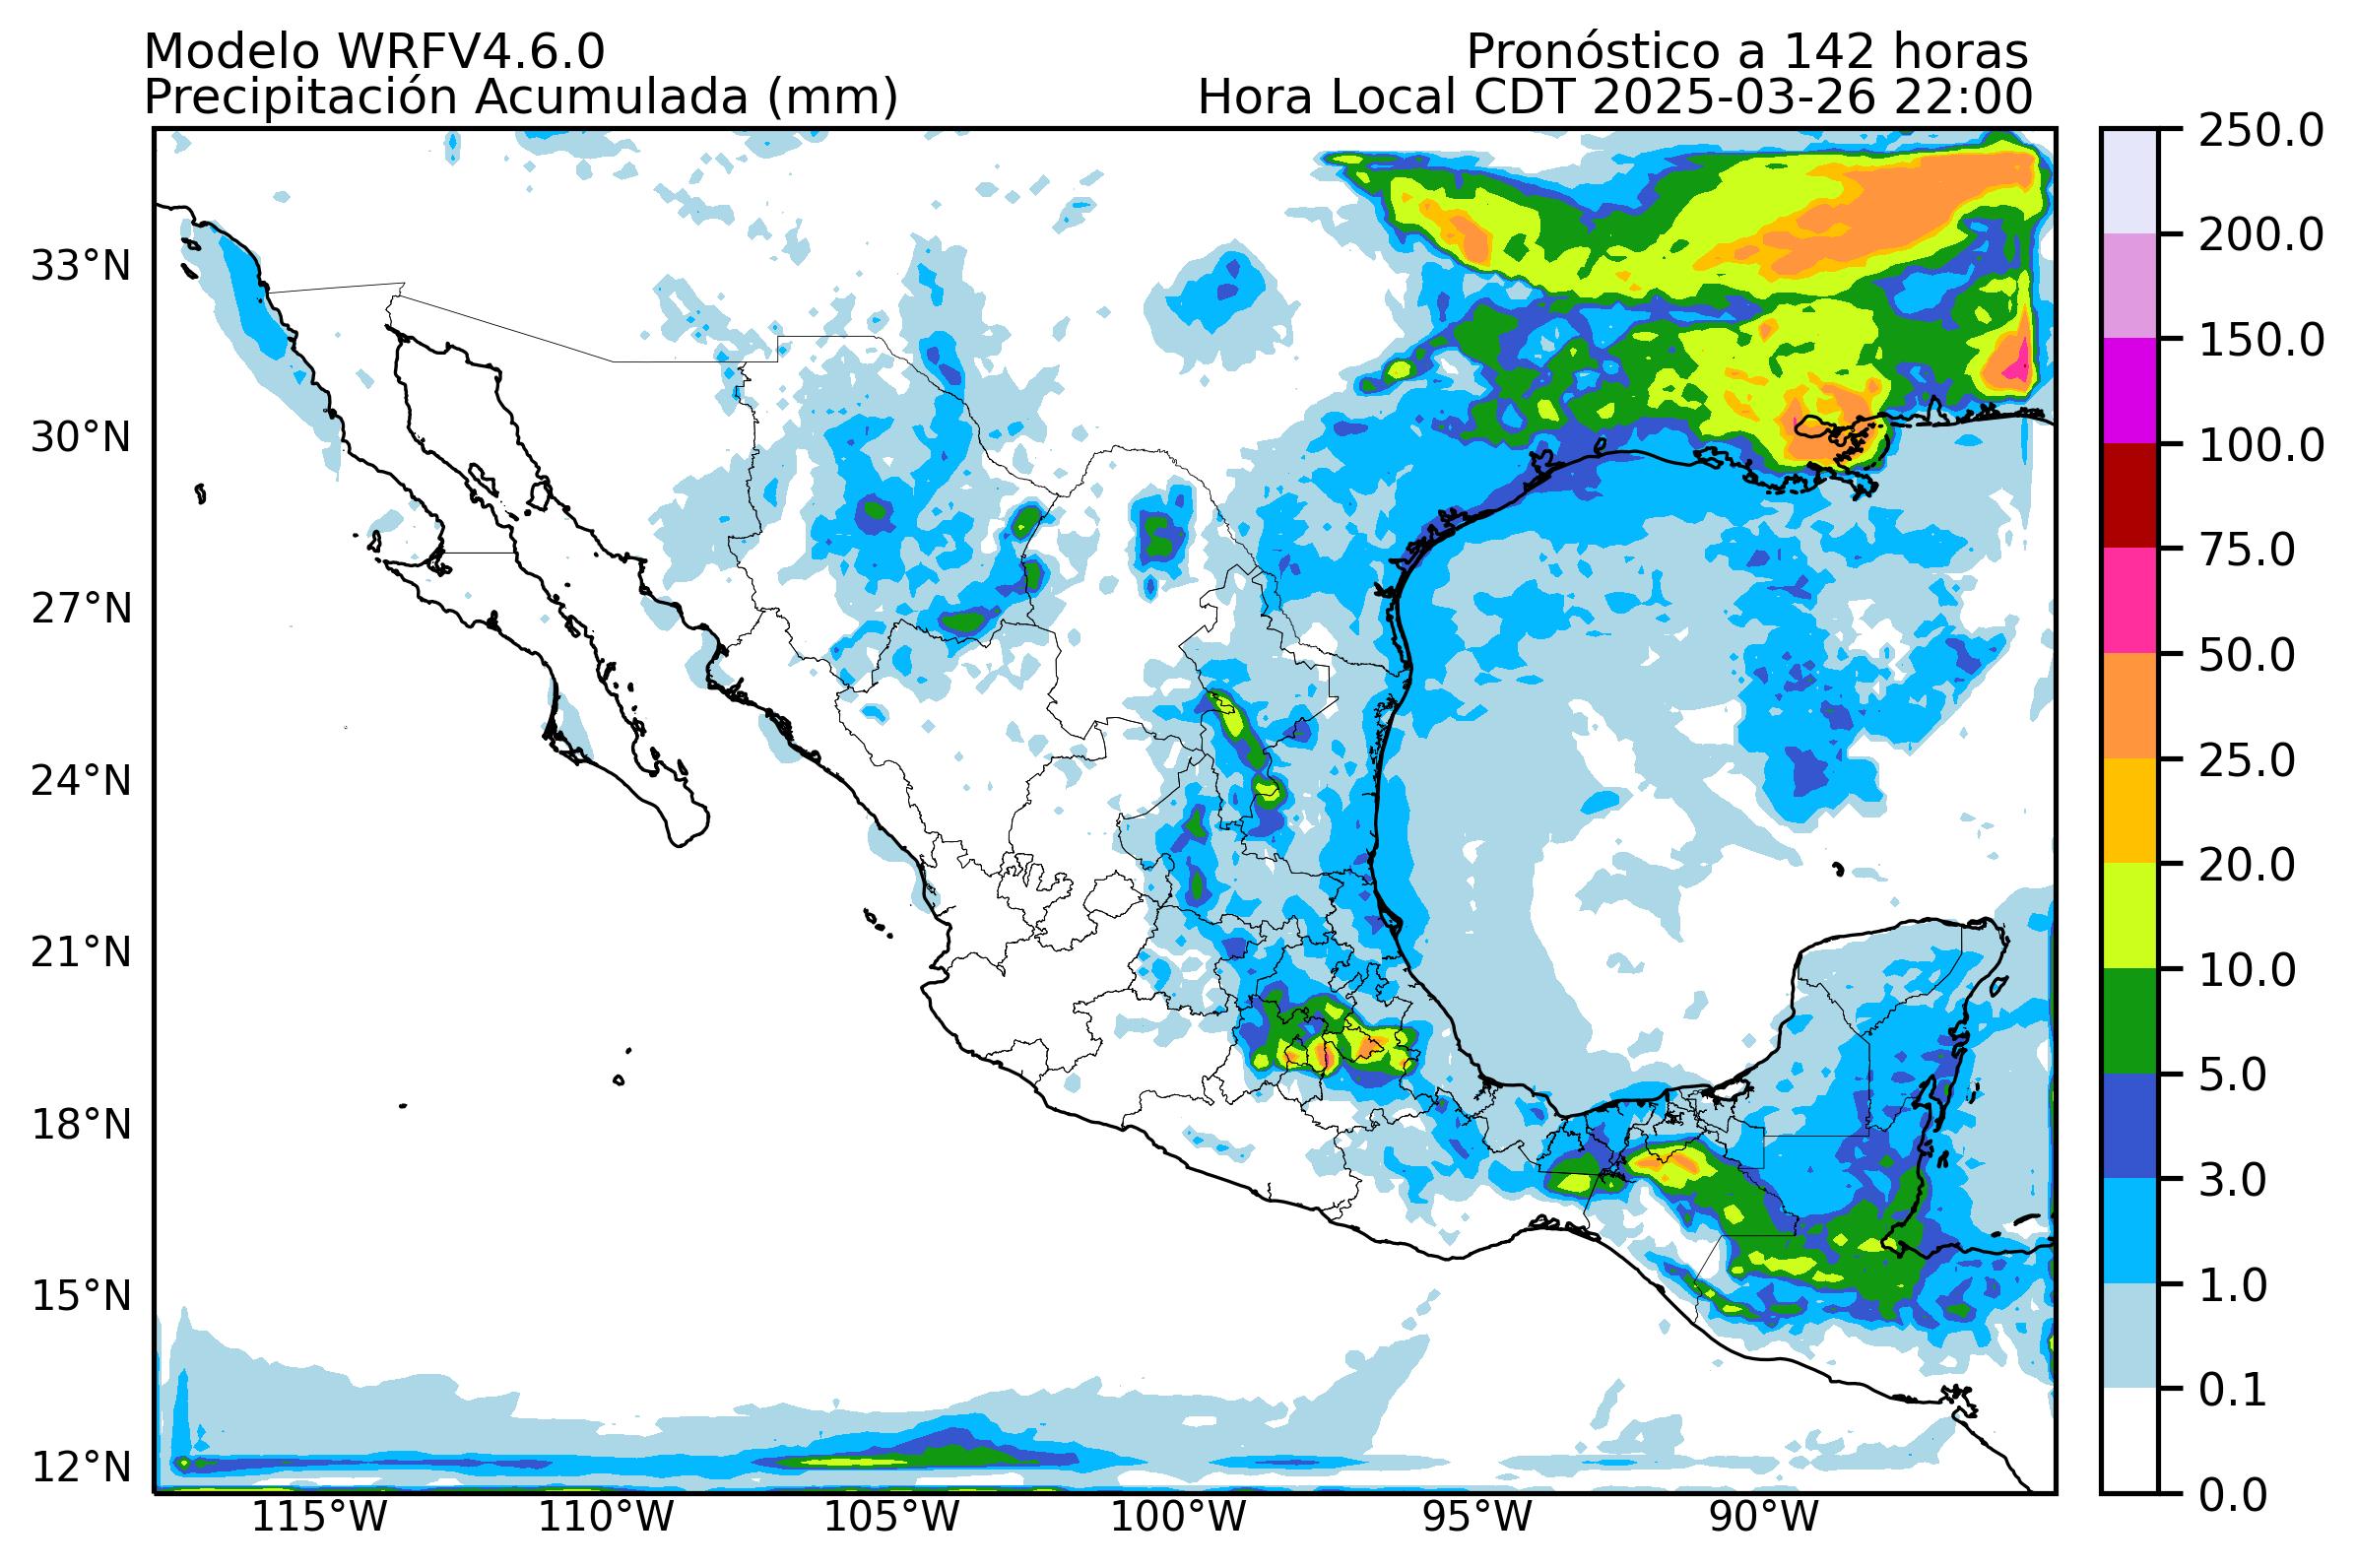 Modelo WRFV4.6.0
Pronóstico a 142 horas
Precipitación Acumulada (mm)
Hora Local CDT 2025-03-26 22:00
33°N
30°N
27°N
24°N
21°N
18°N
15°N
12°N
115°W
110°W
105°W
100°W
95°W
90°W
250.0
200.0
150.0
100.0
75.0
50.0
25.0
20.0
10.0
5.0
3.0
1.0
0.1
0.0